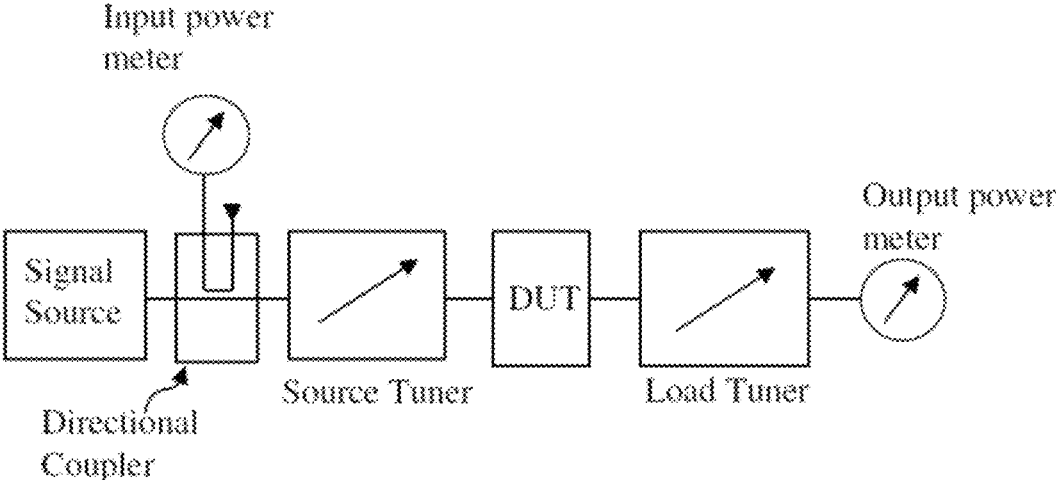 Input power
meter
Output power
meter
Signal
Source
DUT
Source Tuner
Load Tuner
Directional
Coupler